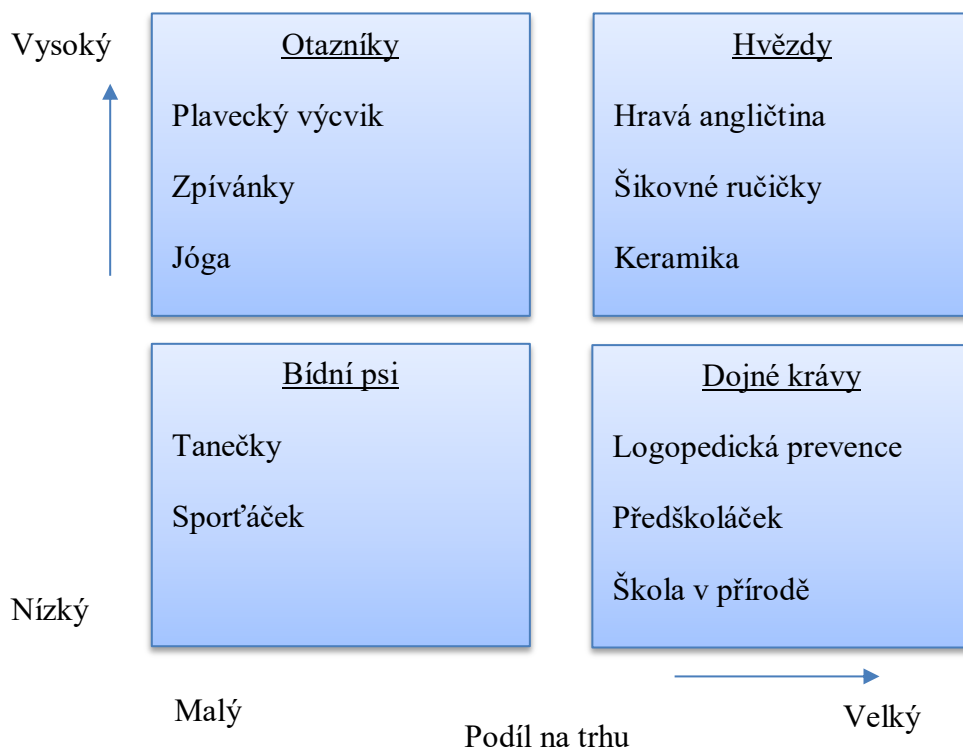 Vysoký
Otazníky
Plavecký výcvik
Zpívánky
Jóga
Hvězdy
Hravá angličtina
Šikovné ručičky
Keramika
Bídní psi
Tanečky
Sporťáček
Dojné krávy
Logopedická prevence
Předškoláček
Škola v přírodě
Nízký
Malý
Podíl na trhu
Velký